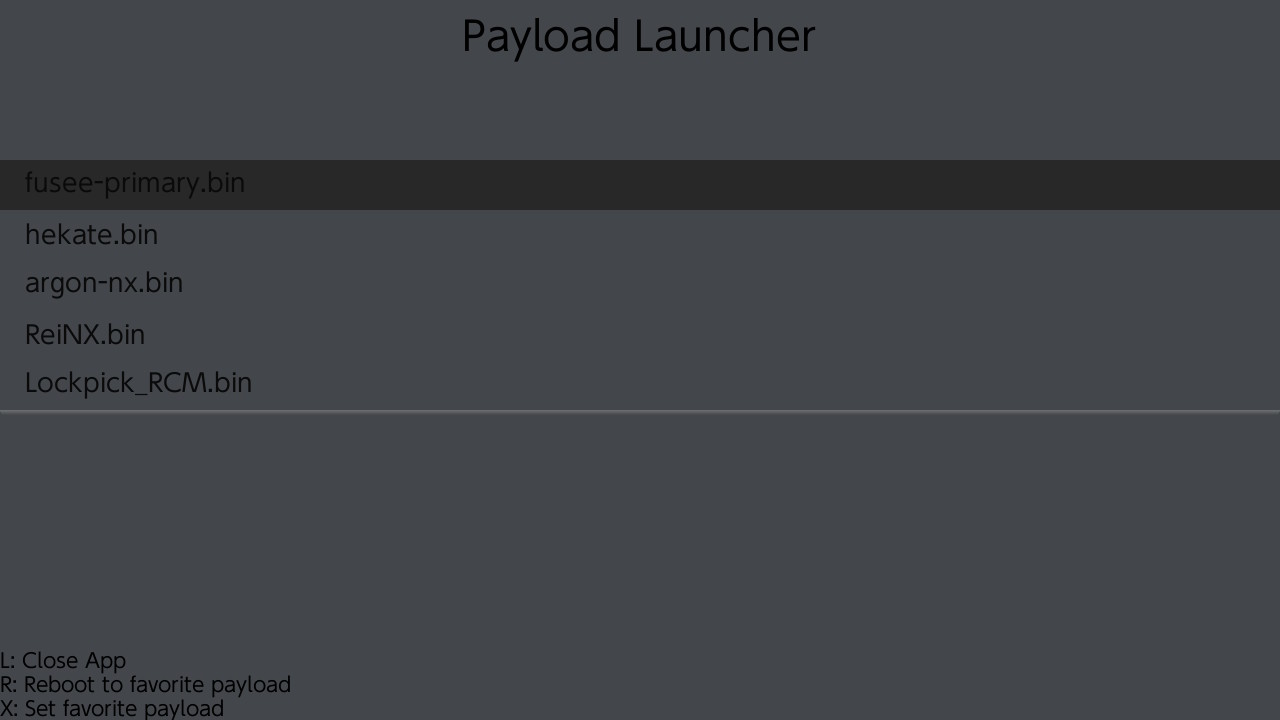 Payload Launcher
fusee-primary.bin
hekate.bin
argon-nx.bin
ReiNX.bin
Lockpick_RCM.bin
L: Close App
R: Reboot to favorite payload
X: Set favorite payload